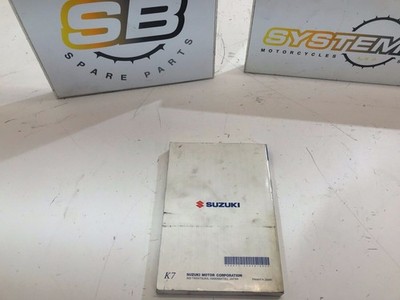 SB
SPARE PARTS
SYSTEM
MOTORCYCLES
SUZUKI
K7
SUZUKI MOTOR CORPORATION